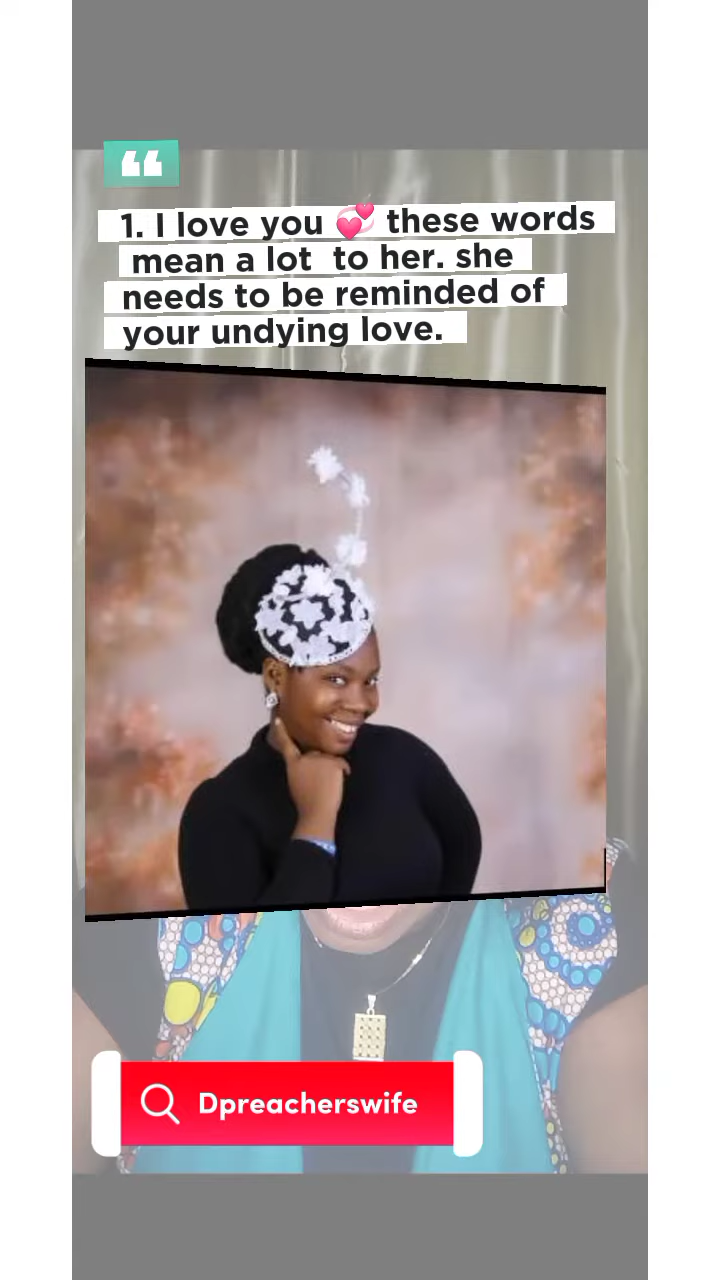 1. I love you 💞 these words
mean a lot to her. she
needs to be reminded of
your undying love.
Dpreacherswife